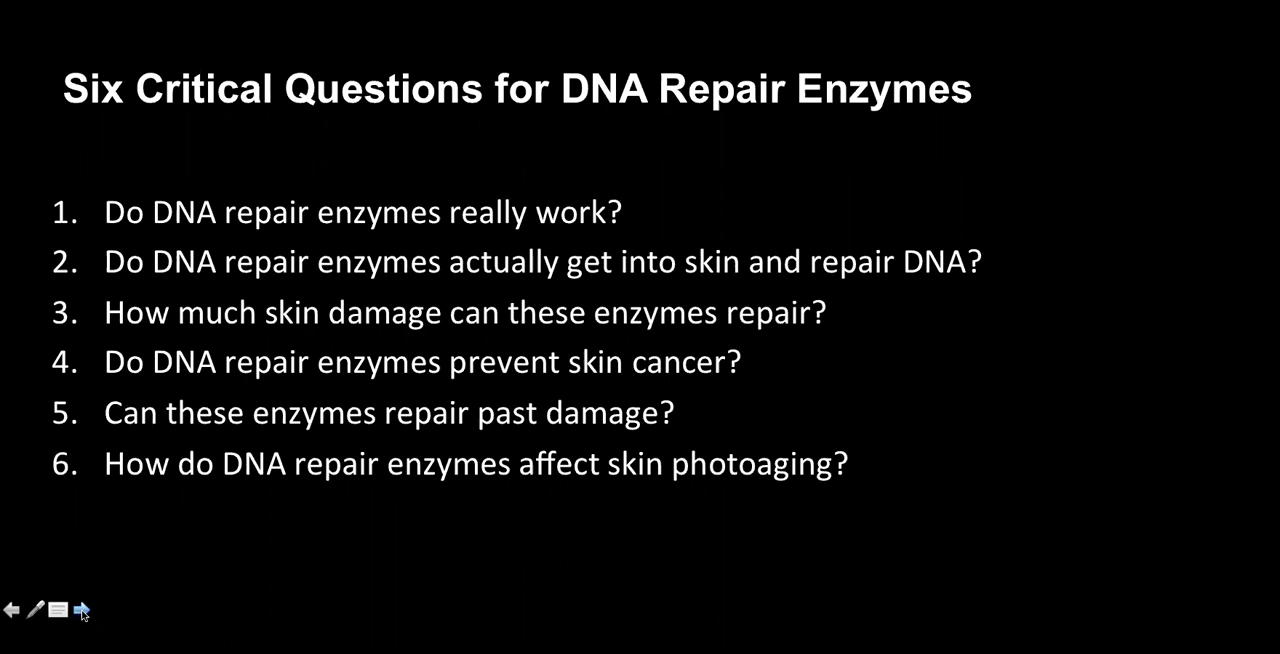 Six Critical Questions for DNA Repair Enzymes
1. Do DNA repair enzymes really work?
2. Do DNA repair enzymes actually get into skin and repair DNA?
3. How much skin damage can these enzymes repair?
4. Do DNA repair enzymes prevent skin cancer?
5. Can these enzymes repair past damage?
6. How do DNA repair enzymes affect skin photoaging?